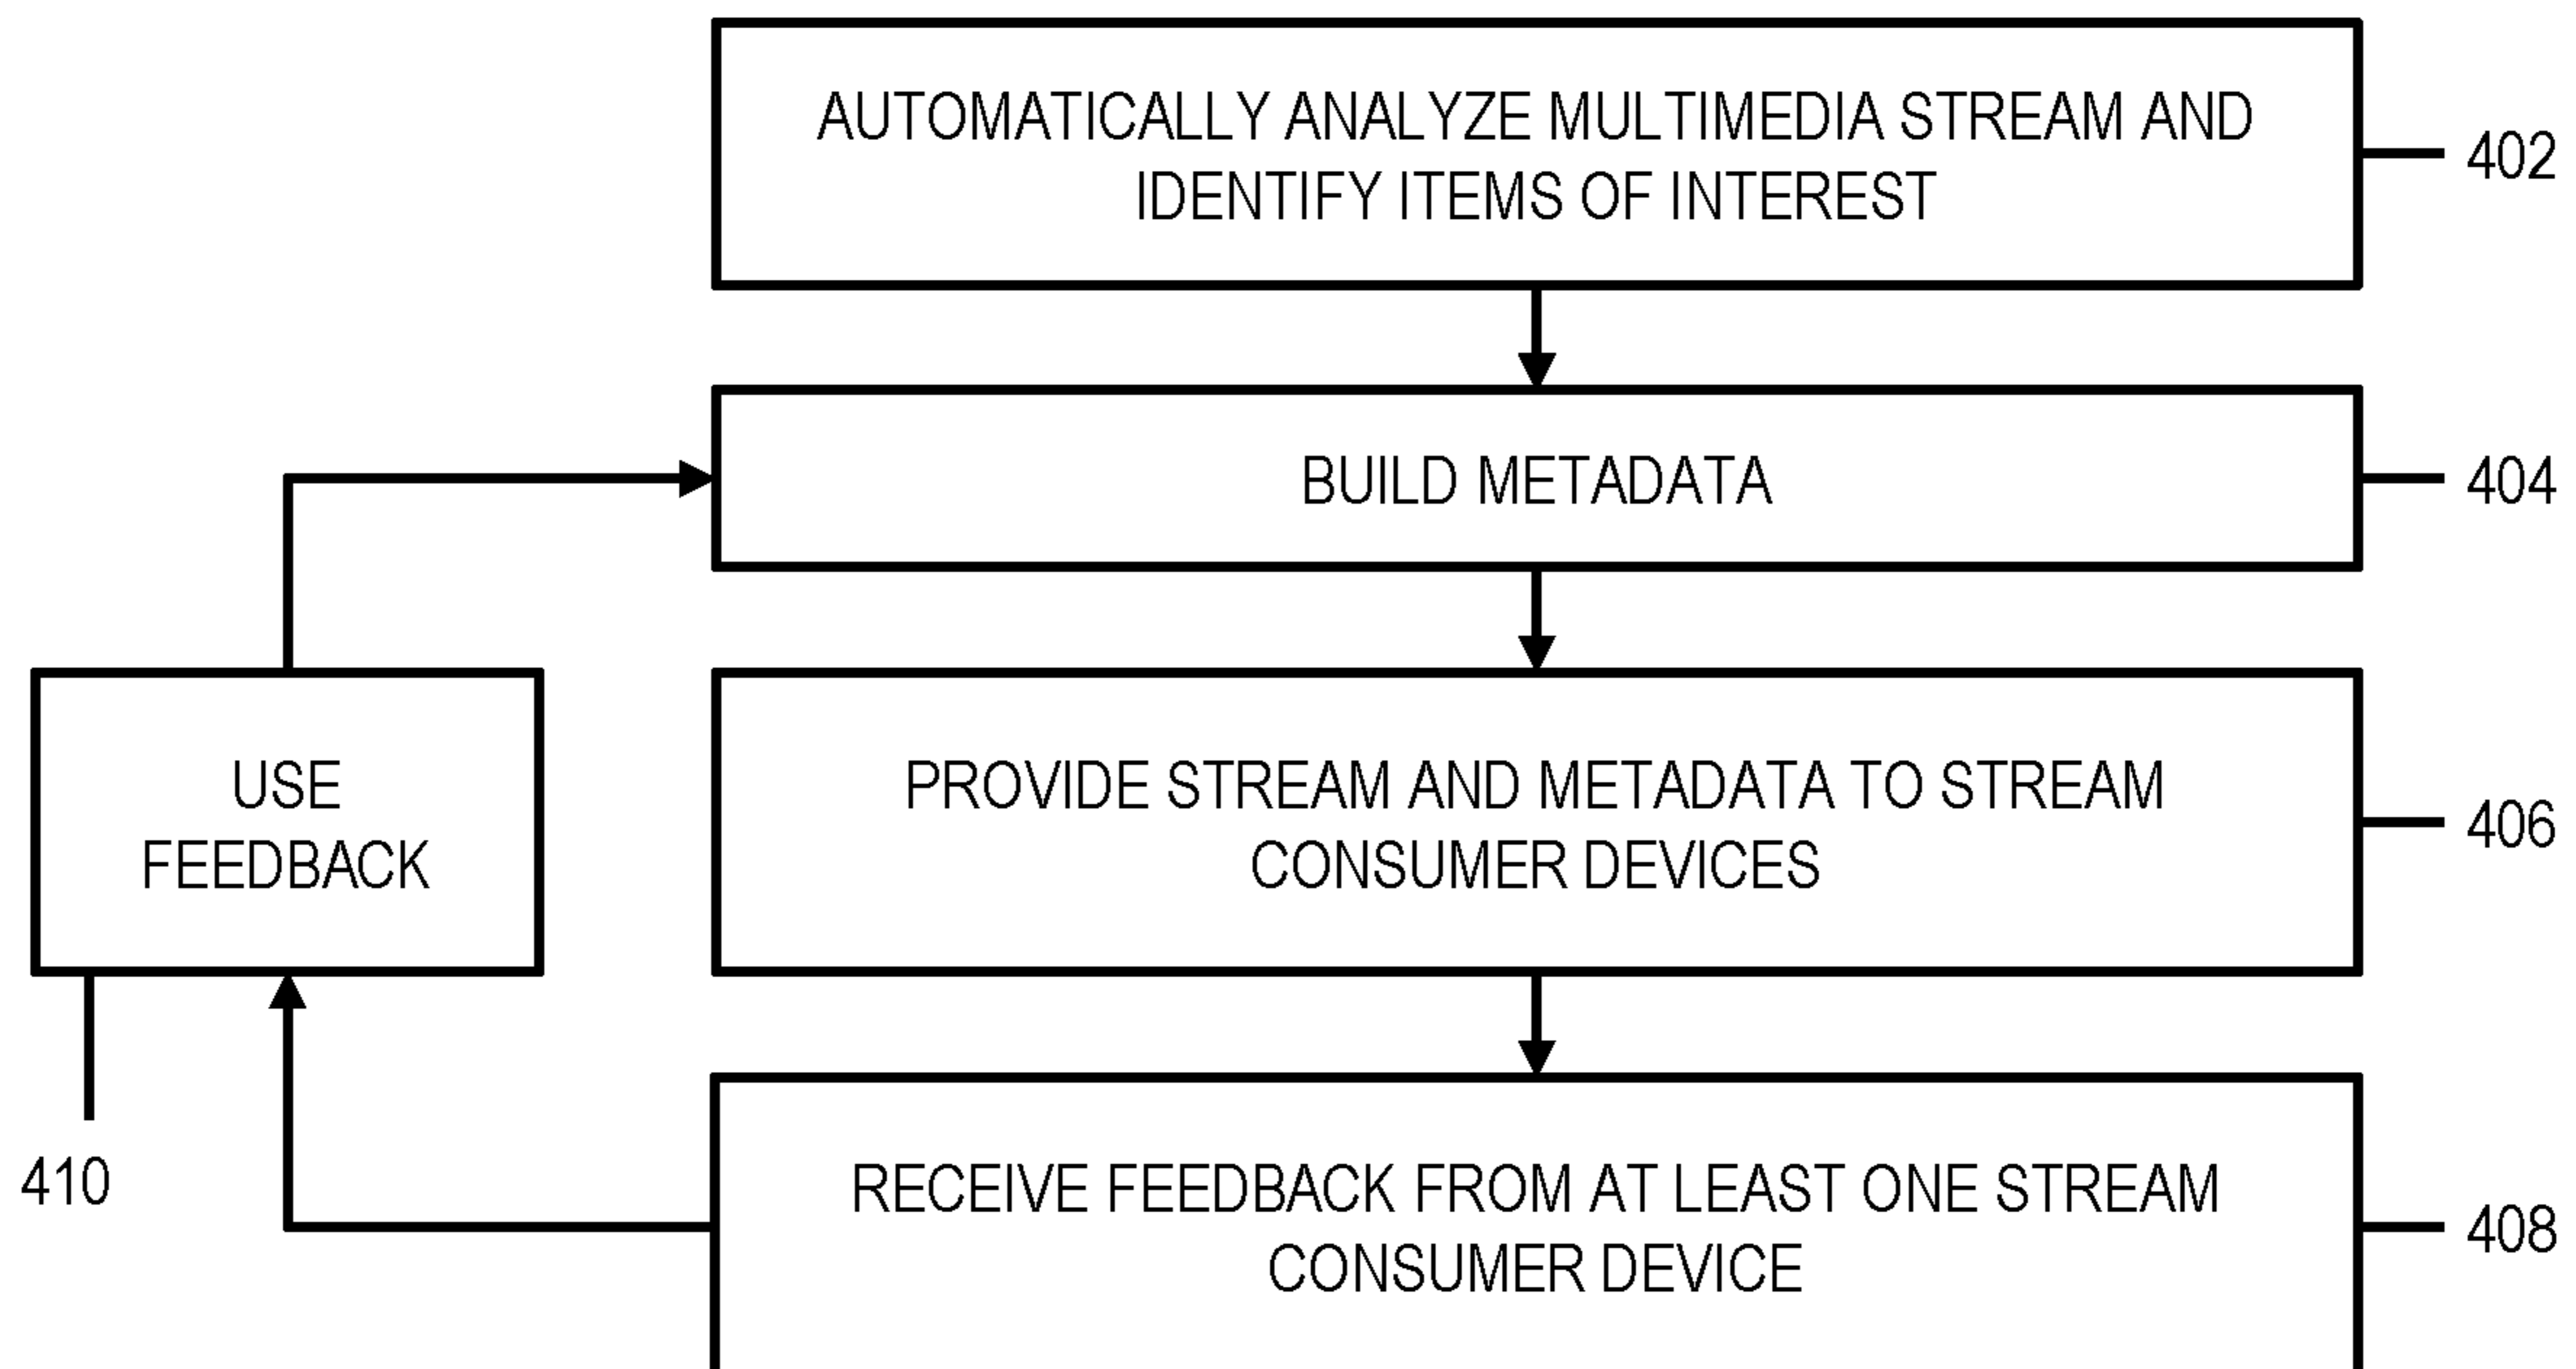 AUTOMATICALLY ANALYZE MULTIMEDIA STREAM AND
IDENTIFY ITEMS OF INTEREST
402
BUILD METADATA
404
USE
FEEDBACK
410
PROVIDE STREAM AND METADATA TO STREAM
CONSUMER DEVICES
406
RECEIVE FEEDBACK FROM AT LEAST ONE STREAM
CONSUMER DEVICE
408